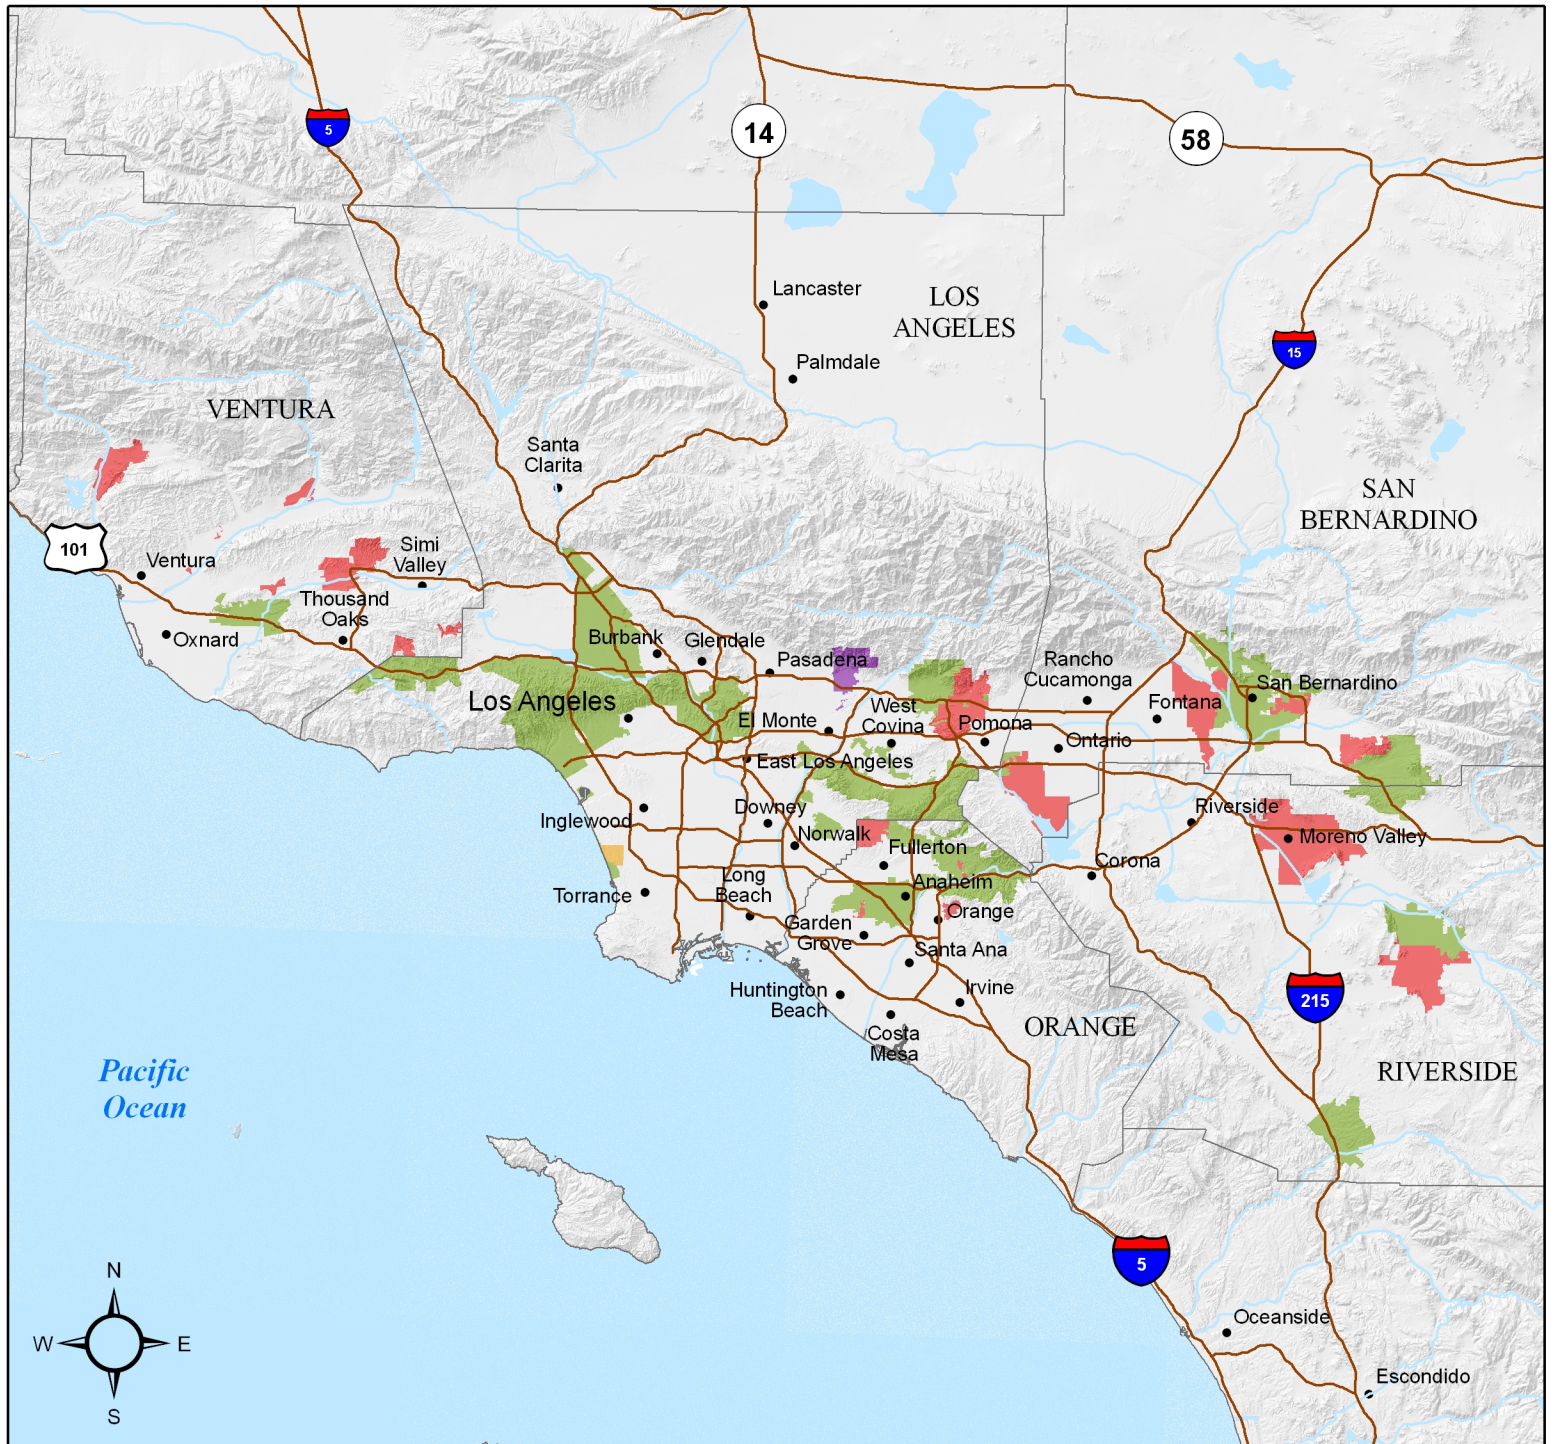 5
14
58
Lancaster
LOS
ANGELES
15
Palmdale
VENTURA
Santa
Clarita
SAN
BERNARDINO
101
Ventura
Simi
Valley
Thousand
Oaks
Oxnard
Burbank
Glendale
Pasadena
Rancho
Cucamonga
San Bernardino
Los Angeles
El Monte
West
Covina
Pomona
Fontana
Ontario
East Los Angeles
Inglewood
Downey
Norwalk
Fullerton
Riverside
Moreno Valley
Corona
Torrance
Long
Beach
Anaheim
Orange
Garden
Grove
Santa Ana
Huntington
Beach
Irvine
Costa
Mesa
ORANGE
215
RIVERSIDE
Pacific
Ocean
5
N
W
E
S
Oceanside
Escondido